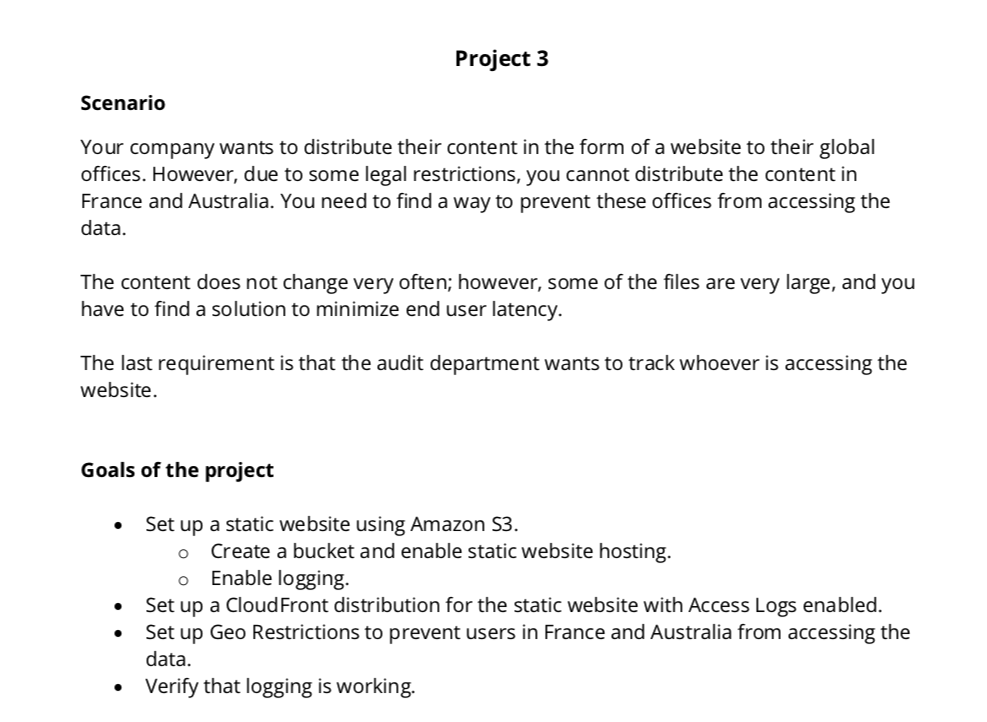 Project 3
Scenario
Your company wants to distribute their content in the form of a website to their global
offices. However, due to some legal restrictions, you cannot distribute the content in
France and Australia. You need to find a way to prevent these offices from accessing the
data.
The content does not change very often; however, some of the files are very large, and you
have to find a solution to minimize end user latency.
The last requirement is that the audit department wants to track whoever is accessing the
website.
Goals of the project
• Set up a static website using Amazon S3.
o Create a bucket and enable static website hosting.
o Enable logging.
• Set up a CloudFront distribution for the static website with Access Logs enabled.
• Set up Geo Restrictions to prevent users in France and Australia from accessing the
data.
• Verify that logging is working.